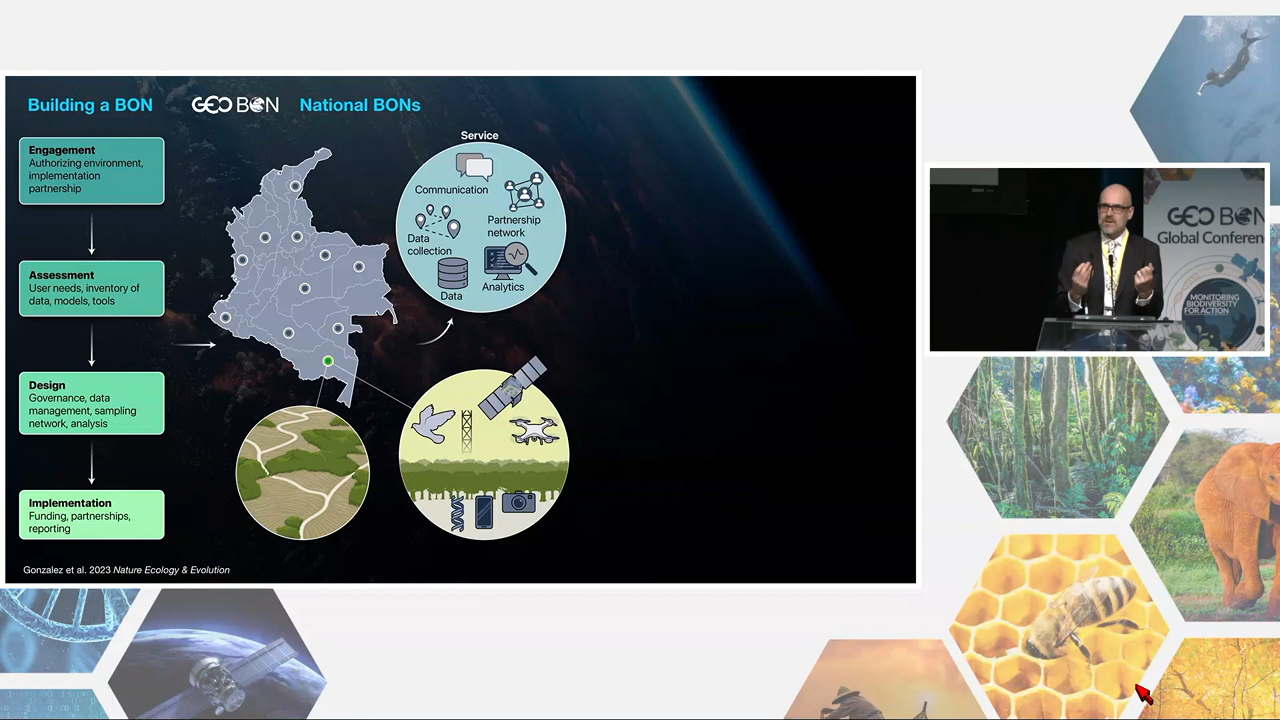 Building a BON
GEO BON
National BONs
Engagement
Authorizing environment,
implementation
partnership
Assessment
User needs, inventory of
data, models, tools
Design
Governance, data
management, sampling
network, analysis
Implementation
Funding, partnerships,
reporting
Service
Communication
Partnership
network
Data
collection
Analytics
Data
Gonzalez et al. 2023 Nature Ecology & Evolution
GEO BON
Global Conferen
MONITORING
BIODIVERSITY
FOR ACTION